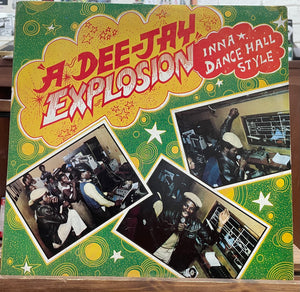 A DEE-JAY
EXPLOSION
INNA
DANCE HALL
STYLE